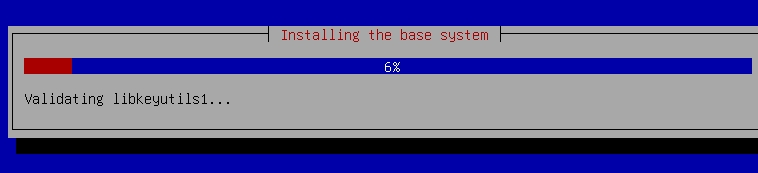 Installing the base system
6%
Validating libkeyutils1...